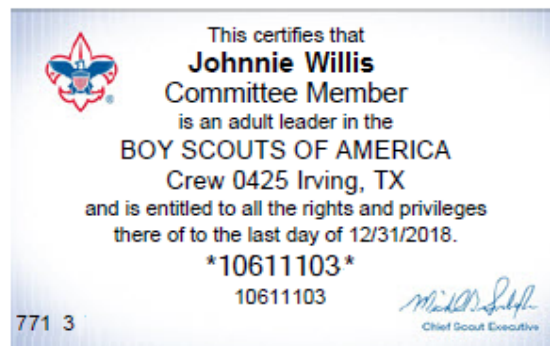 This certifies that
Johnnie Willis
Committee Member
is an adult leader in the
BOY SCOUTS OF AMERICA
Crew 0425 Irving, TX
and is entitled to all the rights and privileges
there of to the last day of 12/31/2018.
*10611103*
10611103
771 3
Chief Scout Executive